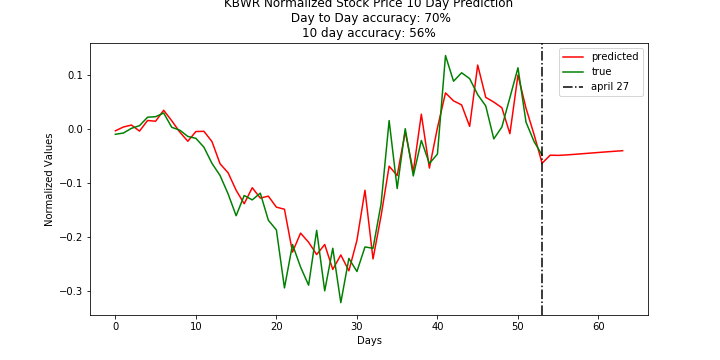 KBWR Normalized Stock Price 10 Day Prediction
Day to Day accuracy: 70%
10 day accuracy: 56%
predicted
true
april 27
Normalized Values
0.1
0.0
−0.1
−0.2
−0.3
0 10 20 30 40 50 60
Days